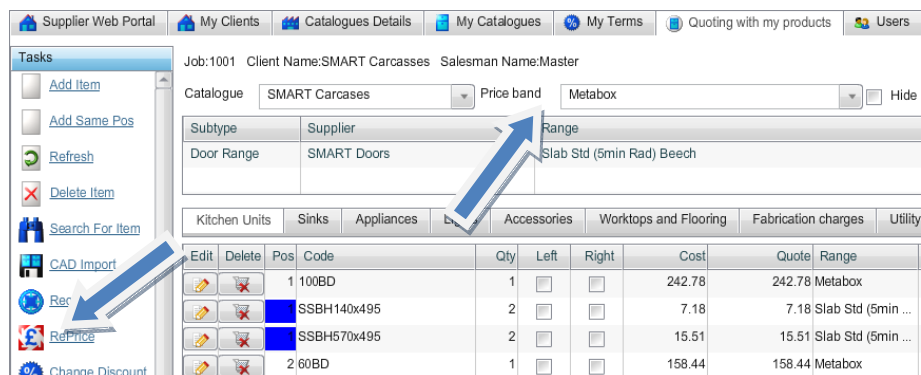 Supplier Web Portal My Clients Catalogues Details My Catalogues My Terms Quoting with my products Users
Tasks
Add Item
Add Same Pos
Refresh
Delete Item
Search For Item
CAD Import
RePrice
Change Discount
Job:1001 Client Name:SMART Carcasses Salesman Name:Master
Catalogue SMART Carcases Price band Metabox Hide
Subtype Supplier Range
Door Range SMART Doors Slab Std (5min Rad) Beech
Kitchen Units Sinks Appliances Accessories Worktops and Flooring Fabrication charges Utility
Edit Delete Pos Code Qty Left Right Cost Quote Range
1 100BD 1 242.78 242.78 Metabox
1 SSBH140x495 2 7.18 7.18 Slab Std (5min ...
1 SSBH570x495 2 15.51 15.51 Slab Std (5min ...
2 60BD 1 158.44 158.44 Metabox